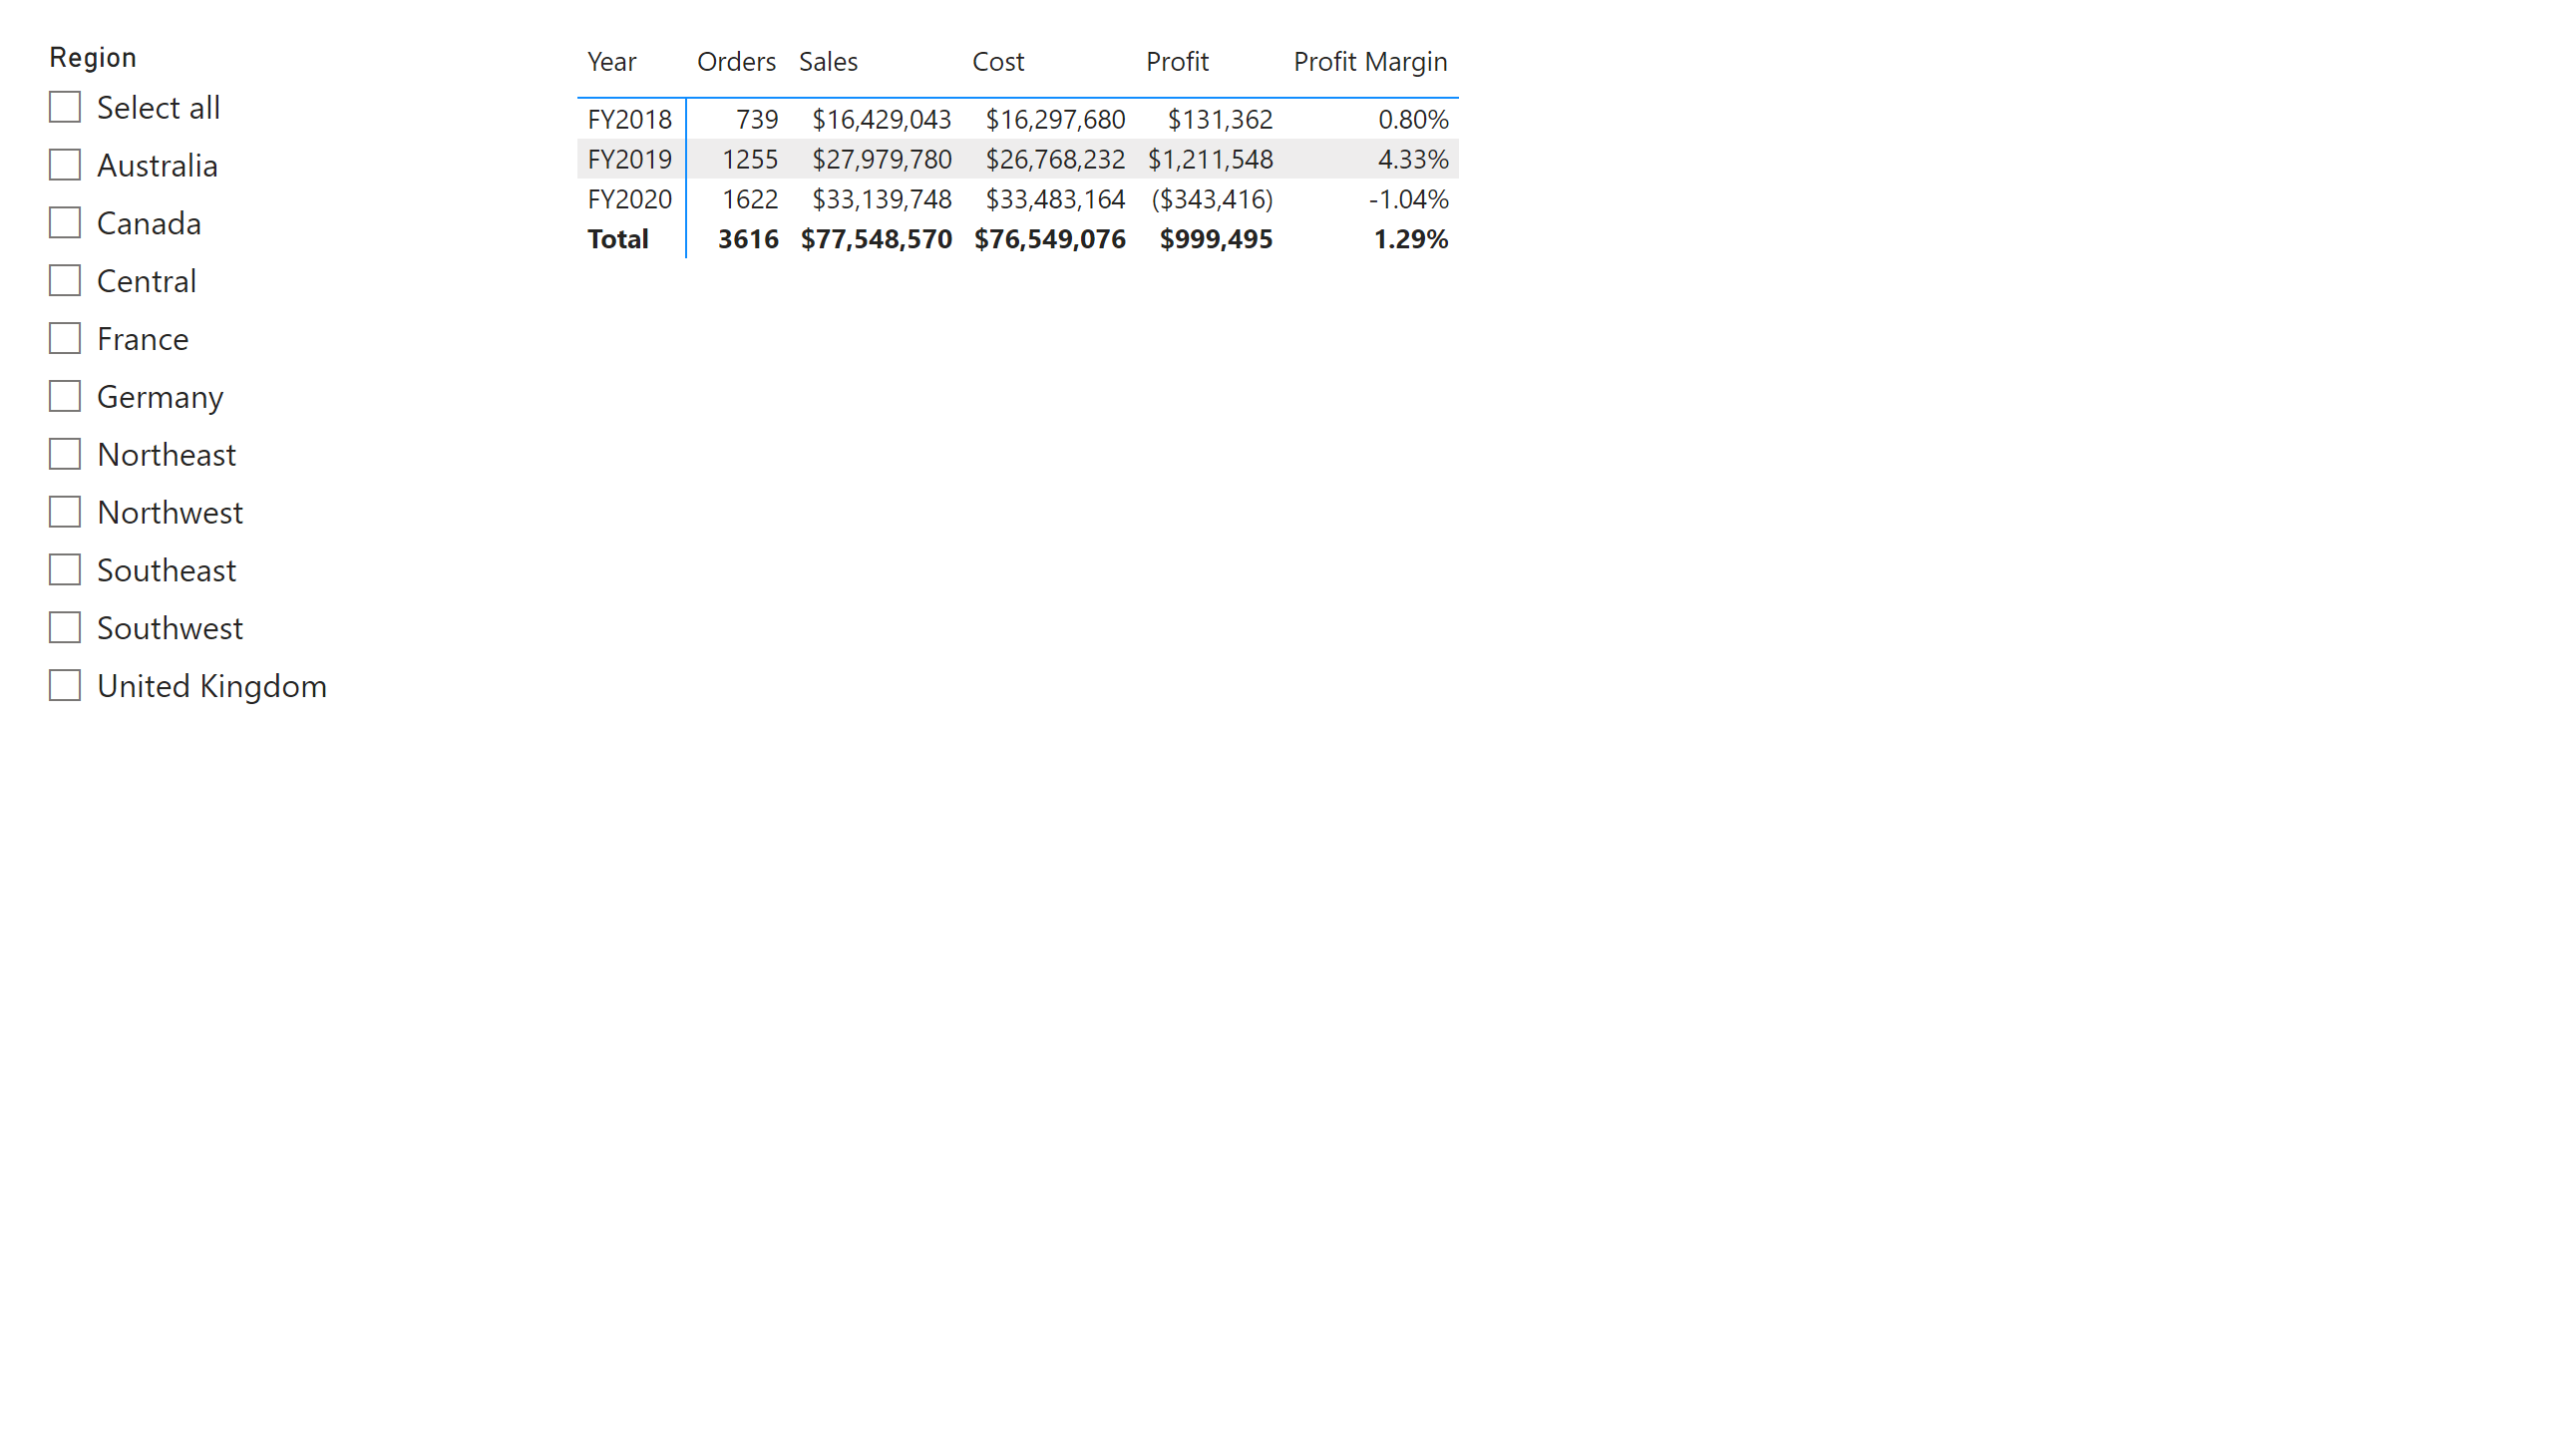 Region
Select all
Australia
Canada
Central
France
Germany
Northeast
Northwest
Southeast
Southwest
United Kingdom
Year Orders Sales Cost Profit Profit Margin
FY2018 739 $16,429,043 $16,297,680 $131,362 0.80%
FY2019 1255 $27,979,780 $26,768,232 $1,211,548 4.33%
FY2020 1622 $33,139,748 $33,483,164 ($343,416) -1.04%
Total 3616 $77,548,570 $76,549,076 $999,495 1.29%